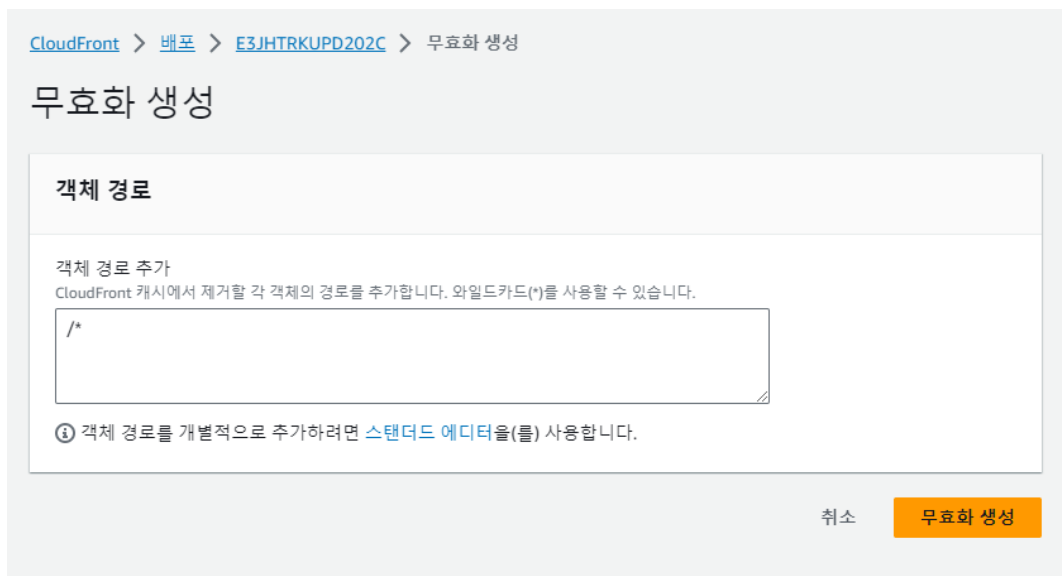 CloudFront > 배포 > E3JHTRKUPD202C > 무효화 생성
무효화 생성
객체 경로
객체 경로 추가
CloudFront 캐시에서 제거할 각 객체의 경로를 추가합니다. 와일드카드(*)를 사용할 수 있습니다.
/*
객체 경로를 개별적으로 추가하려면 스탠더드 에디터을(를) 사용합니다.
취소 무효화 생성